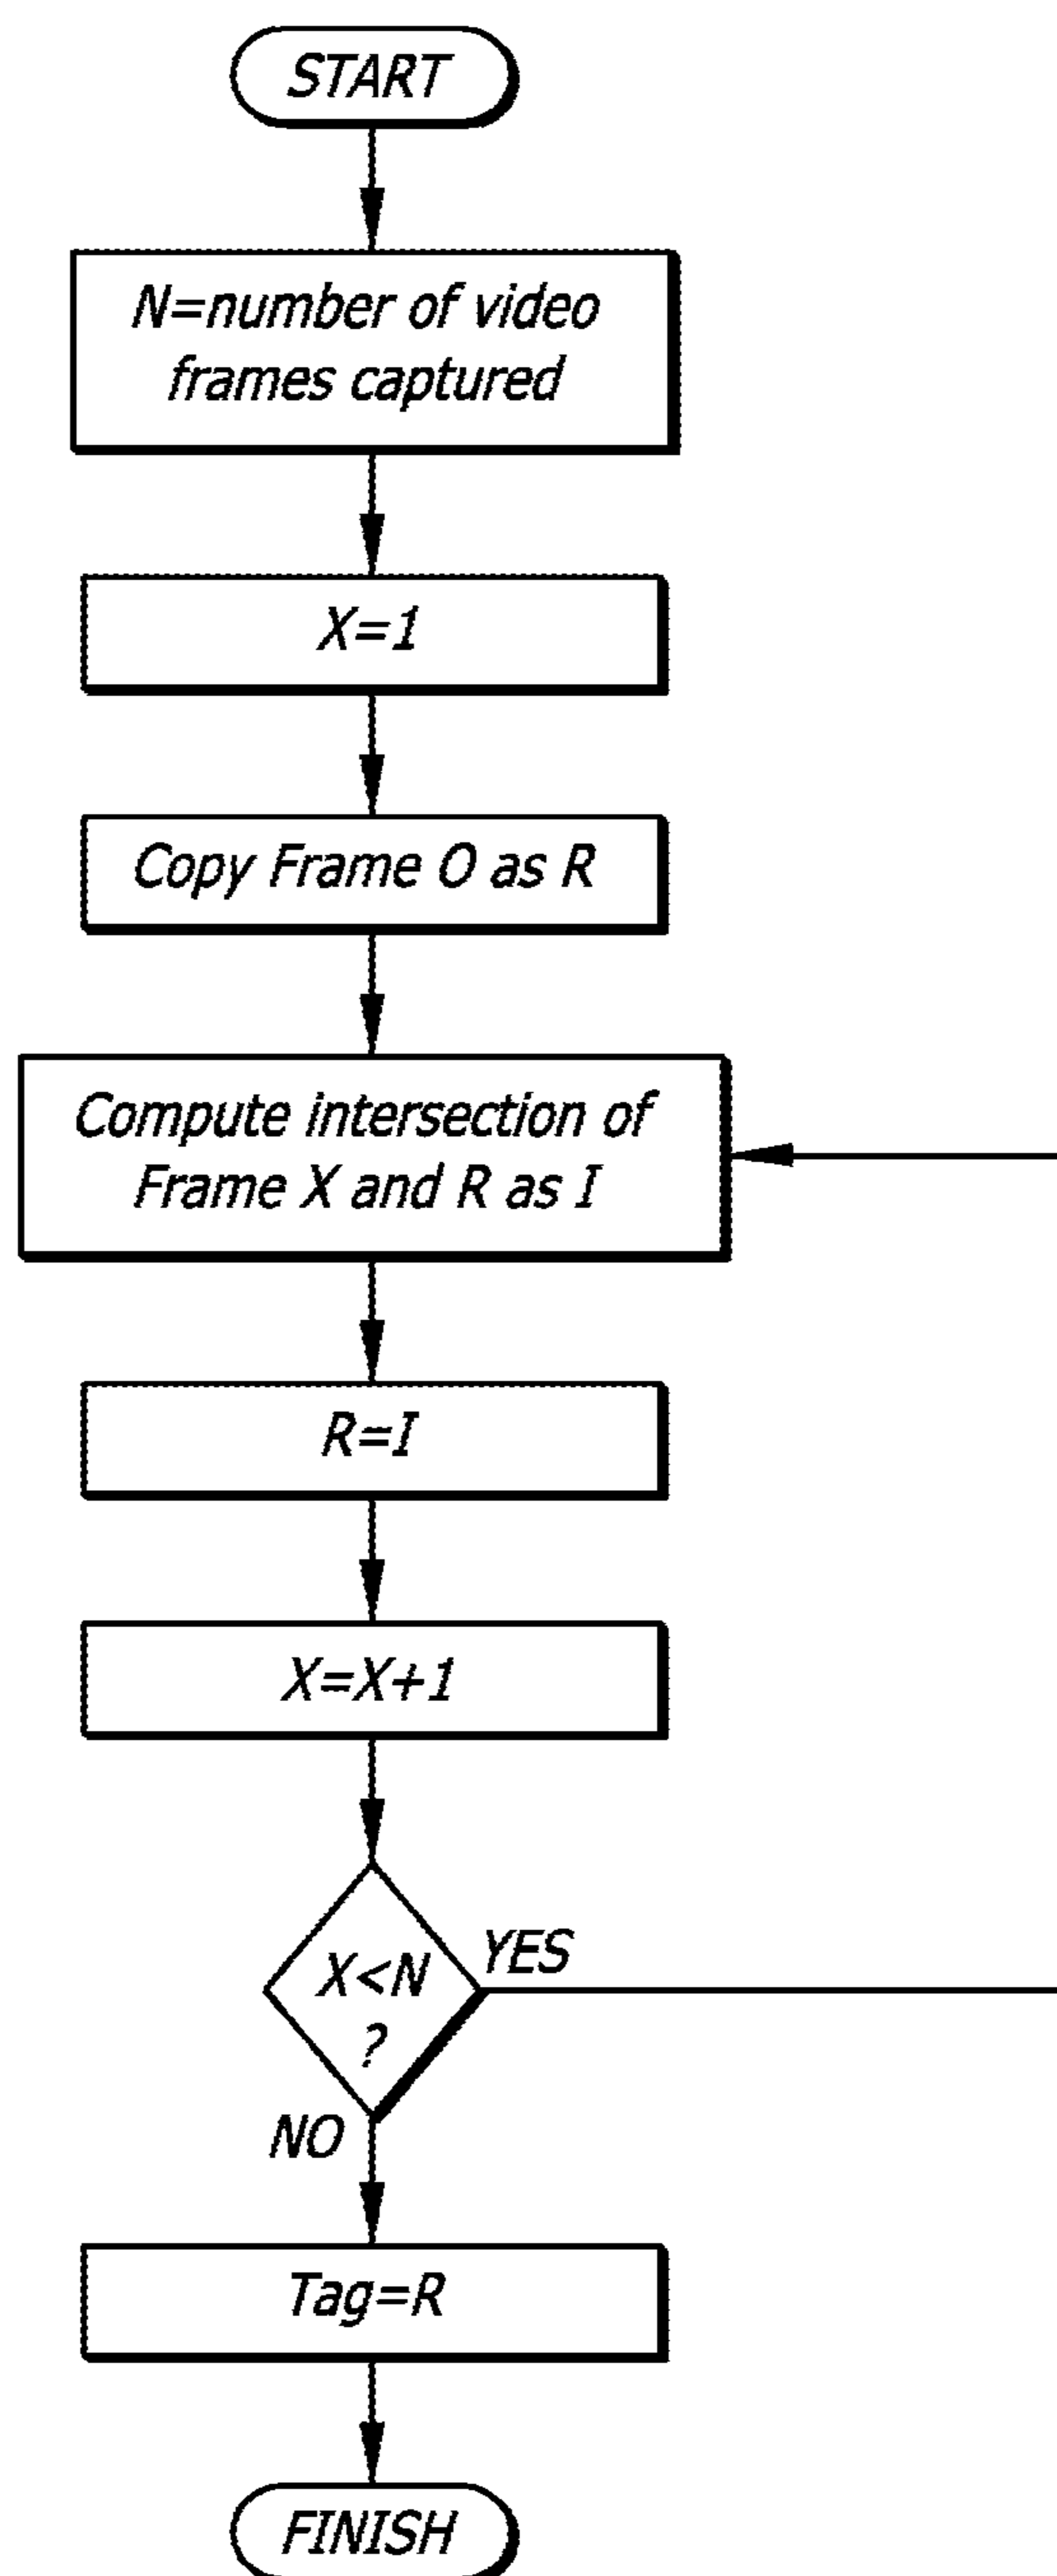 START
N=number of video
frames captured
X=1
Copy Frame O as R
Compute intersection of
Frame X and R as I
R=I
X=X+1
X<N
?
YES
NO
Tag=R
FINISH